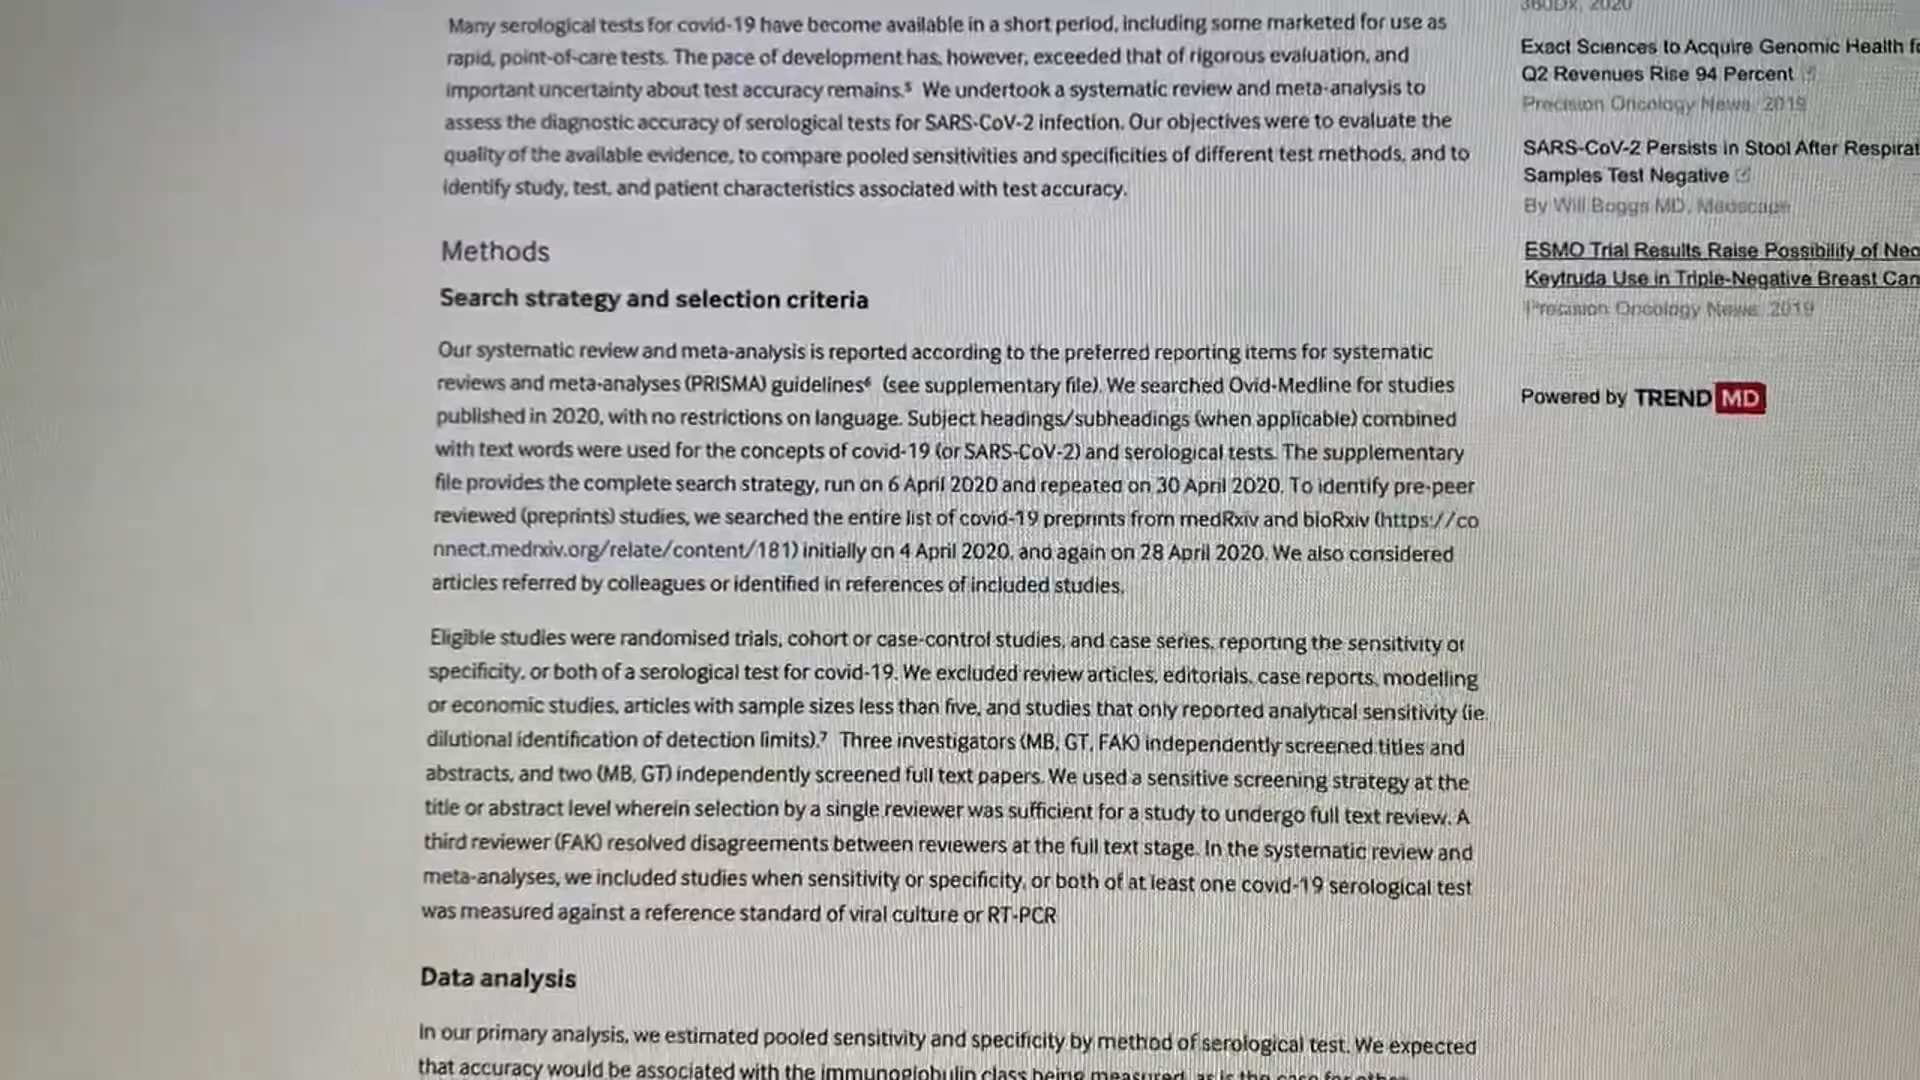 Many serological tests for covid-19 have become available in a short period, including some marketed for use as
rapid, point-of-care tests. The pace of development has, however, exceeded that of rigorous evaluation, and
important uncertainty about test accuracy remains.⁵ We undertook a systematic review and meta-analysis to
assess the diagnostic accuracy of serological tests for SARS-CoV-2 infection. Our objectives were to evaluate the
quality of the available evidence, to compare pooled sensitivities and specificities of different test methods, and to
identify study, test, and patient characteristics associated with test accuracy.
Methods
Search strategy and selection criteria
Our systematic review and meta-analysis is reported according to the preferred reporting items for systematic
reviews and meta-analyses (PRISMA) guidelines⁶ (see supplementary file). We searched Ovid-Medline for studies
published in 2020, with no restrictions on language. Subject headings/subheadings (when applicable) combined
with text words were used for the concepts of covid-19 (or SARS-CoV-2) and serological tests. The supplementary
file provides the complete search strategy, run on 6 April 2020 and repeated on 30 April 2020. To identify pre-peer
reviewed (preprints) studies, we searched the entire list of covid-19 preprints from medRxiv and bioRxiv (https://co
nnect.medrxiv.org/relate/content/181) initially on 4 April 2020, and again on 28 April 2020. We also considered
articles referred by colleagues or identified in references of included studies.
Eligible studies were randomised trials, cohort or case-control studies, and case series, reporting the sensitivity or
specificity, or both of a serological test for covid-19. We excluded review articles, editorials, case reports, modelling
or economic studies, articles with sample sizes less than five, and studies that only reported analytical sensitivity (ie,
dilutional identification of detection limits).⁷ Three investigators (MB, GT, FAK) independently screened titles and
abstracts, and two (MB, GT) independently screened full text papers. We used a sensitive screening strategy at the
title or abstract level wherein selection by a single reviewer was sufficient for a study to undergo full text review. A
third reviewer (FAK) resolved disagreements between reviewers at the full text stage. In the systematic review and
meta-analyses, we included studies when sensitivity or specificity, or both of at least one covid-19 serological test
was measured against a reference standard of viral culture or RT-PCR
Data analysis
In our primary analysis, we estimated pooled sensitivity and specificity by method of serological test. We expected
that accuracy would be associated with the immunoglobulin class being measured, as is the case for other
360Dx, 2020
Exact Sciences to Acquire Genomic Health
Q2 Revenues Rise 94 Percent
Precision Oncology News, 2019
SARS-CoV-2 Persists in Stool After Respirat
Samples Test Negative
By Will Boggs MD, Medscape
ESMO Trial Results Raise Possibility of Neo
Keytruda Use in Triple-Negative Breast Can
Precision Oncology News, 2019
Powered by TREND MD